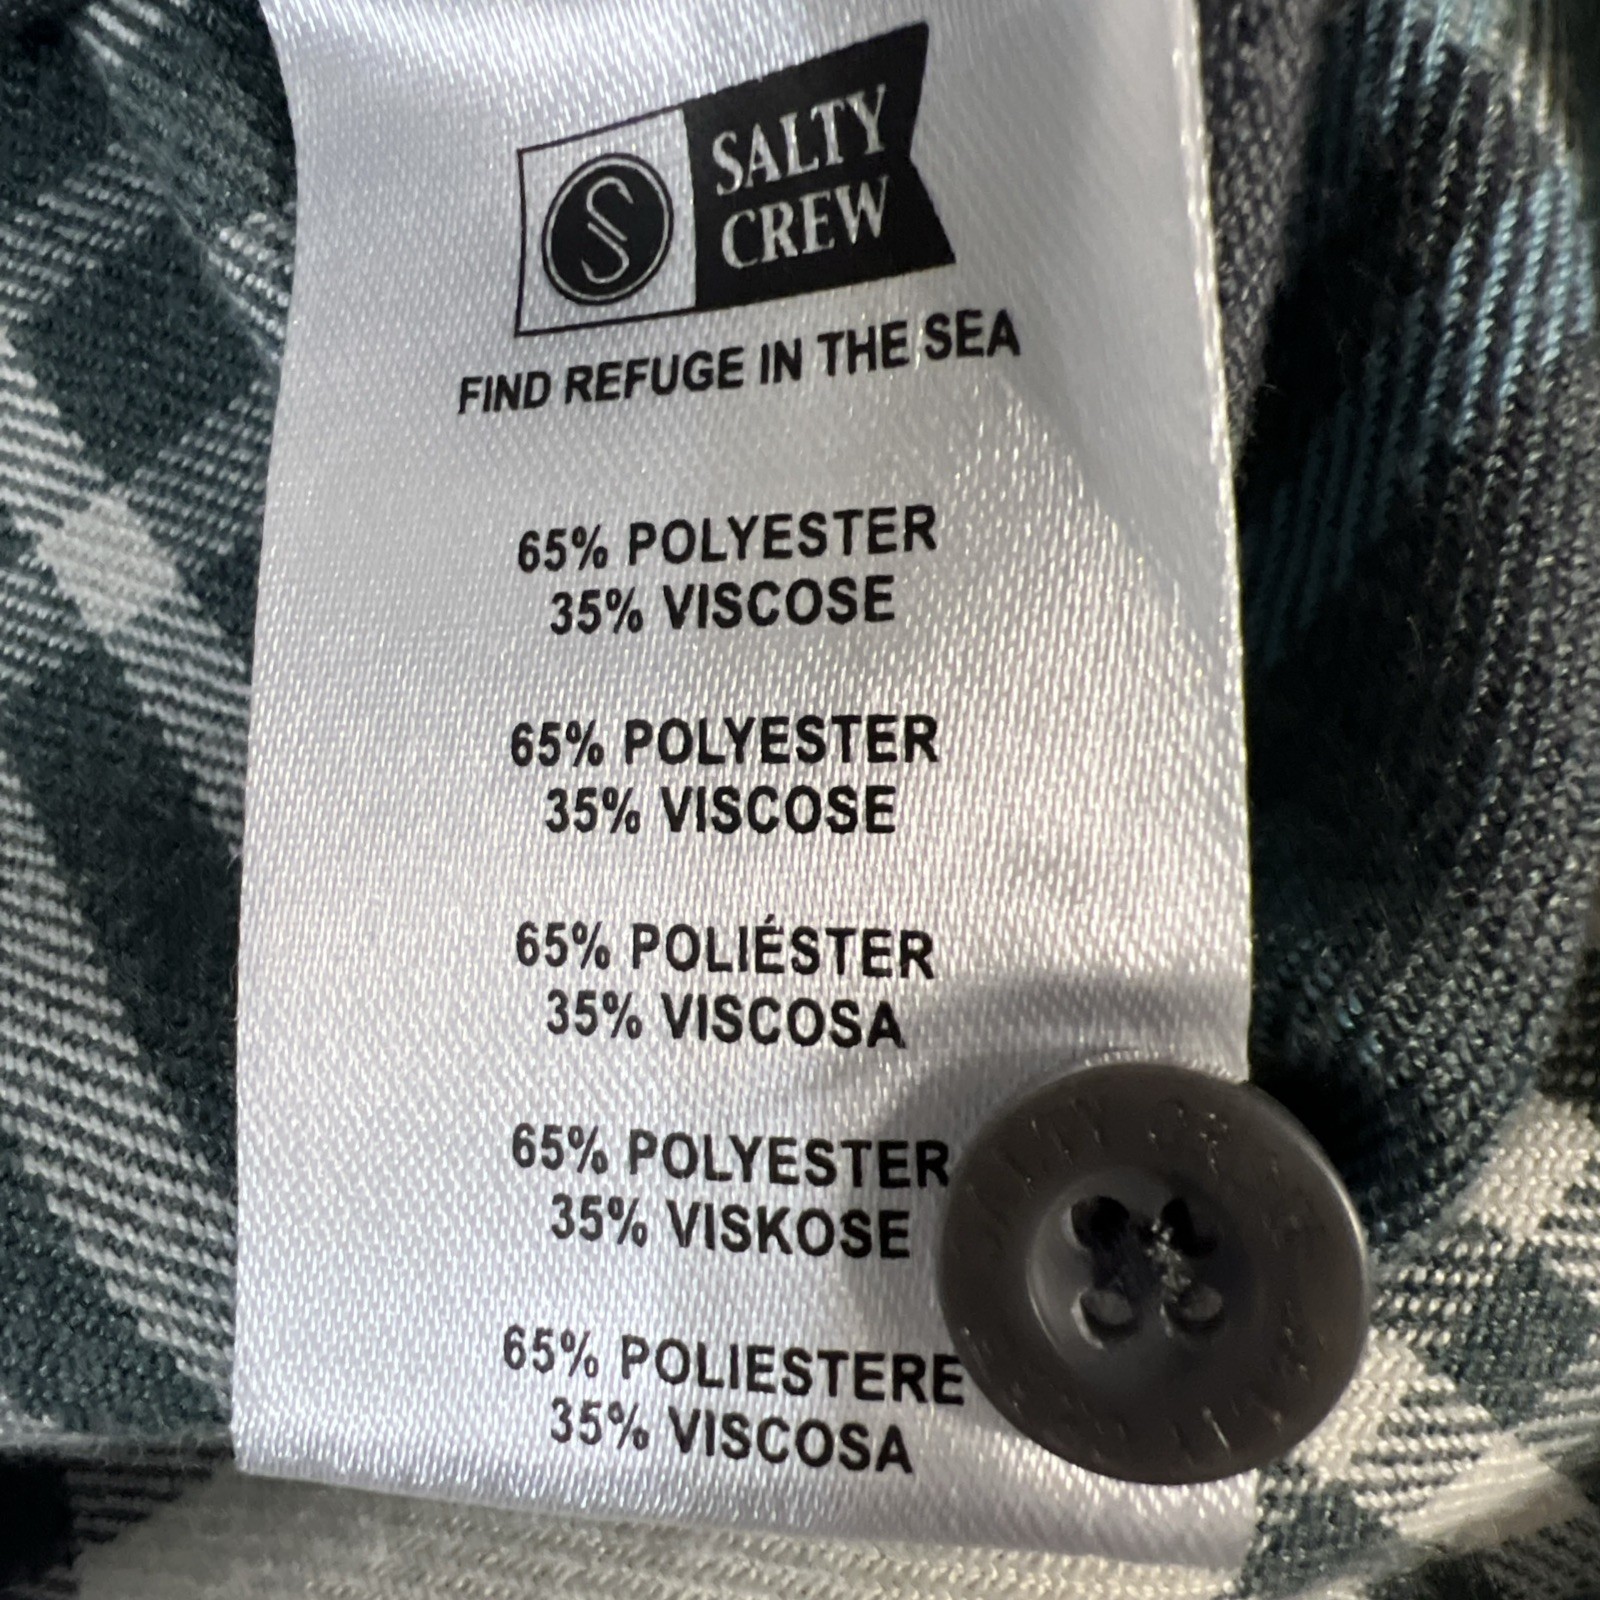 S
SALTY
CREW
FIND REFUGE IN THE SEA
65% POLYESTER
35% VISCOSE
65% POLYESTER
35% VISCOSE
65% POLIÉSTER
35% VISCOSA
65% POLYESTER
35% VISKOSE
65% POLIESTERE
35% VISCOSA